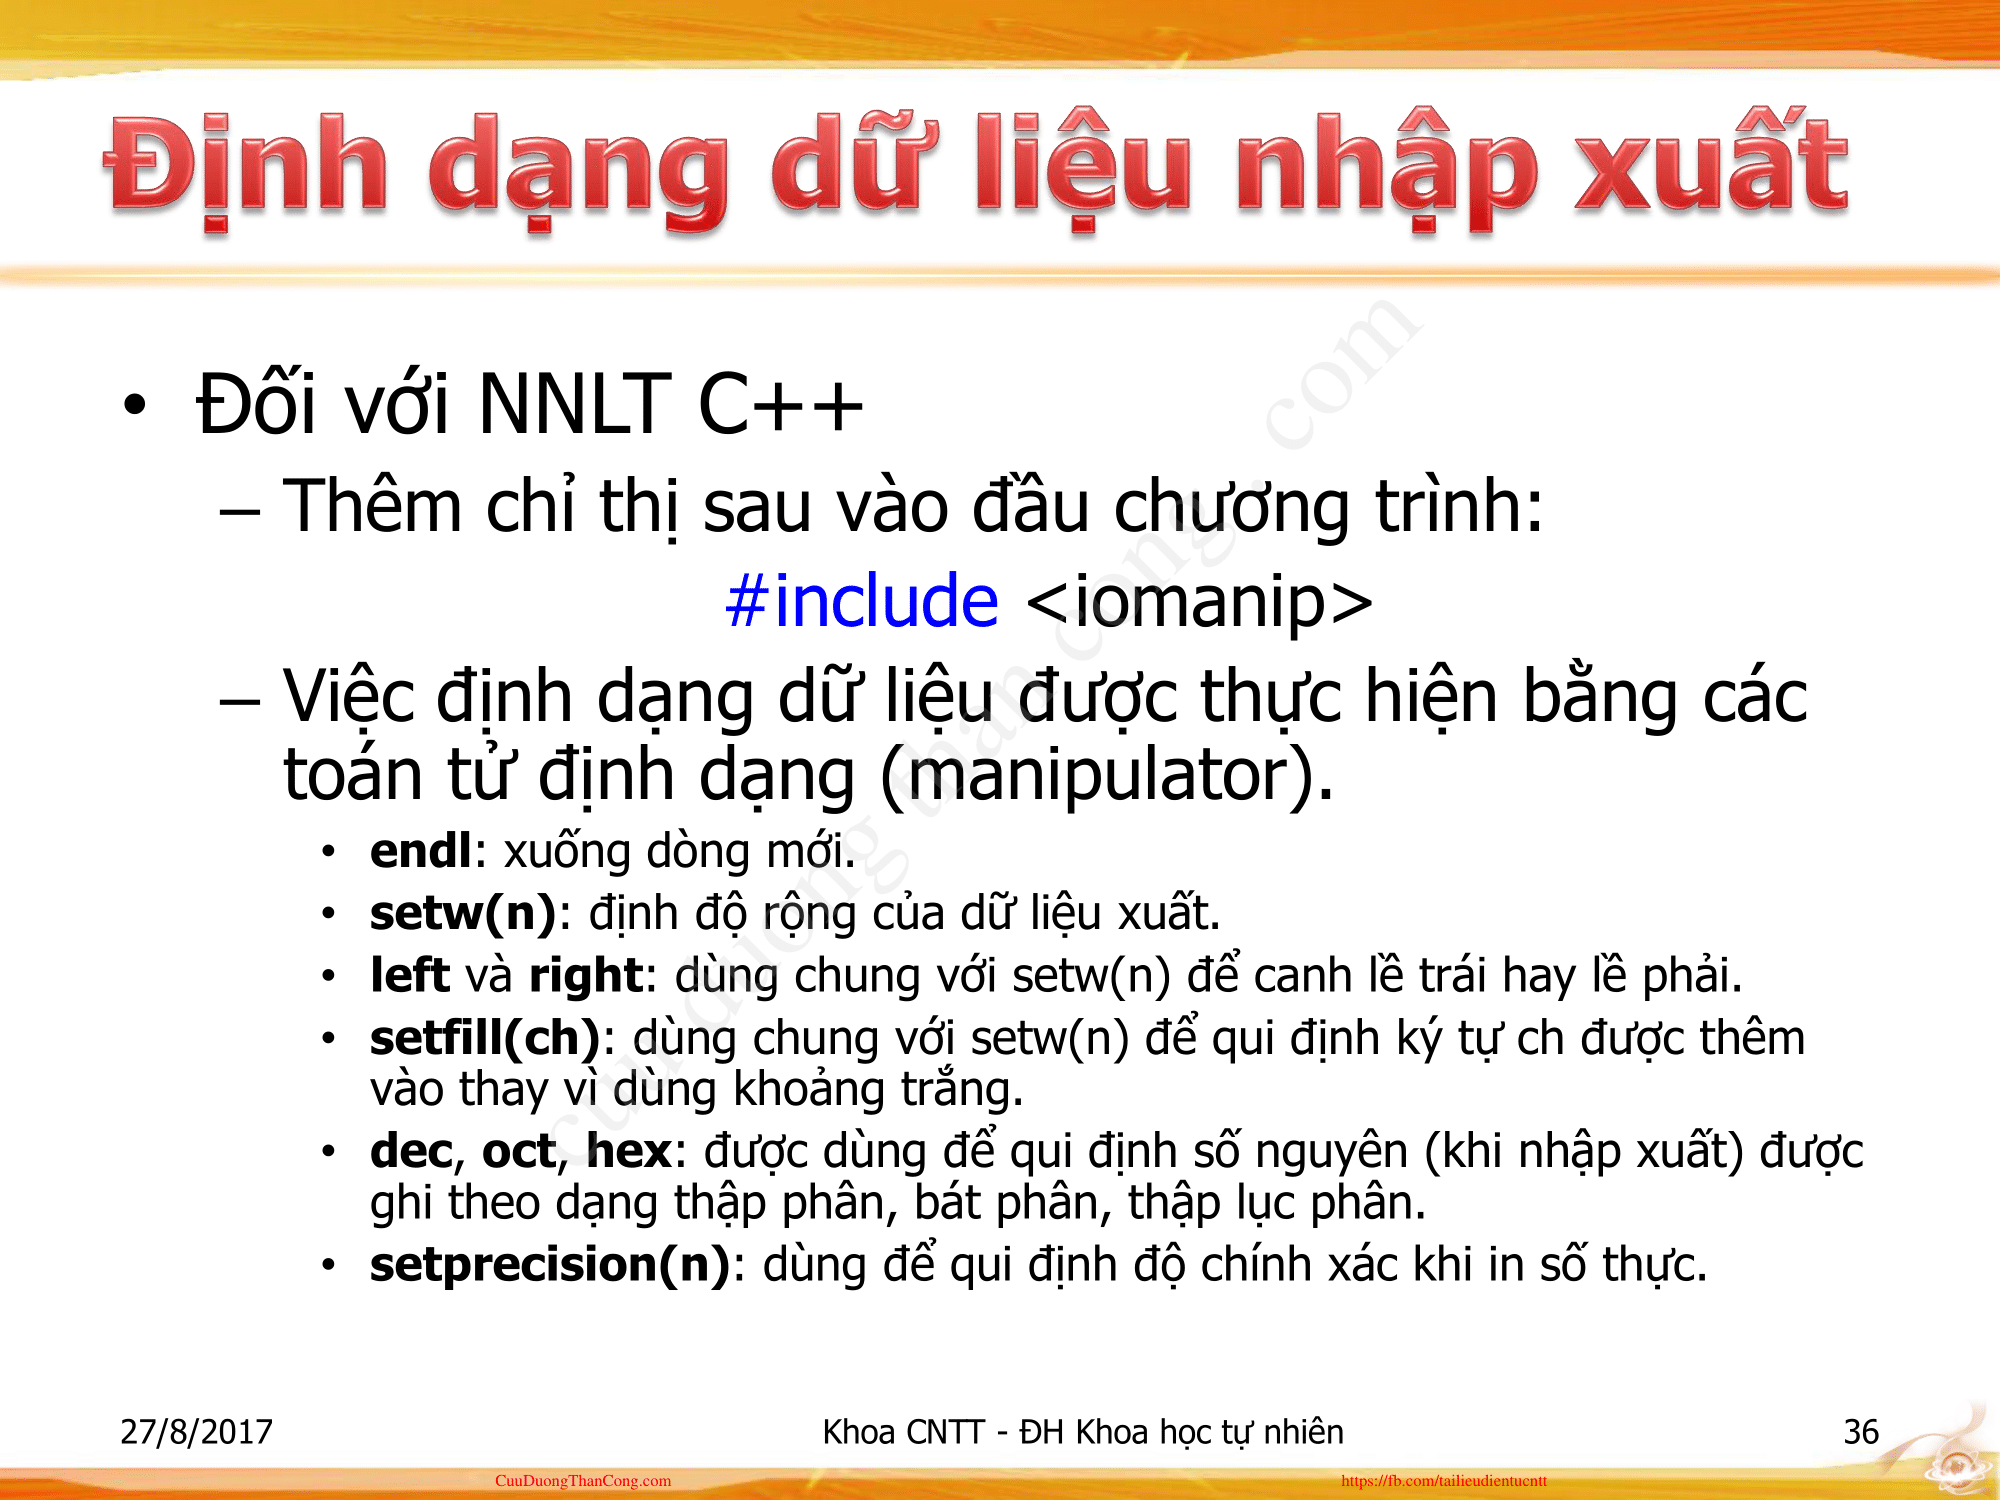 Định dạng dữ liệu nhập xuất
• Đối với NNLT C++
– Thêm chỉ thị sau vào đầu chương trình:
#include <iomanip>
– Việc định dạng dữ liệu được thực hiện bằng các
toán tử định dạng (manipulator).
• endl: xuống dòng mới.
• setw(n): định độ rộng của dữ liệu xuất.
• left và right: dùng chung với setw(n) để canh lề trái hay lề phải.
• setfill(ch): dùng chung với setw(n) để qui định ký tự ch được thêm
vào thay vì dùng khoảng trắng.
• dec, oct, hex: được dùng để qui định số nguyên (khi nhập xuất) được
ghi theo dạng thập phân, bát phân, thập lục phân.
• setprecision(n): dùng để qui định độ chính xác khi in số thực.
cuu duong than cong . com
27/8/2017
Khoa CNTT - ĐH Khoa học tự nhiên
36
CuuDuongThanCong.com
https://fb.com/tailieudientucntt